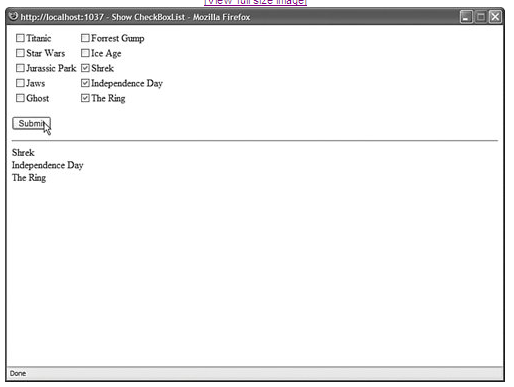 [View full size image]
http://localhost:1037 - Show CheckBoxList - Mozilla Firefox
Titanic Forrest Gump
Star Wars Ice Age
Jurassic Park Shrek
Jaws Independence Day
Ghost The Ring
Submit
Shrek
Independence Day
The Ring
Done